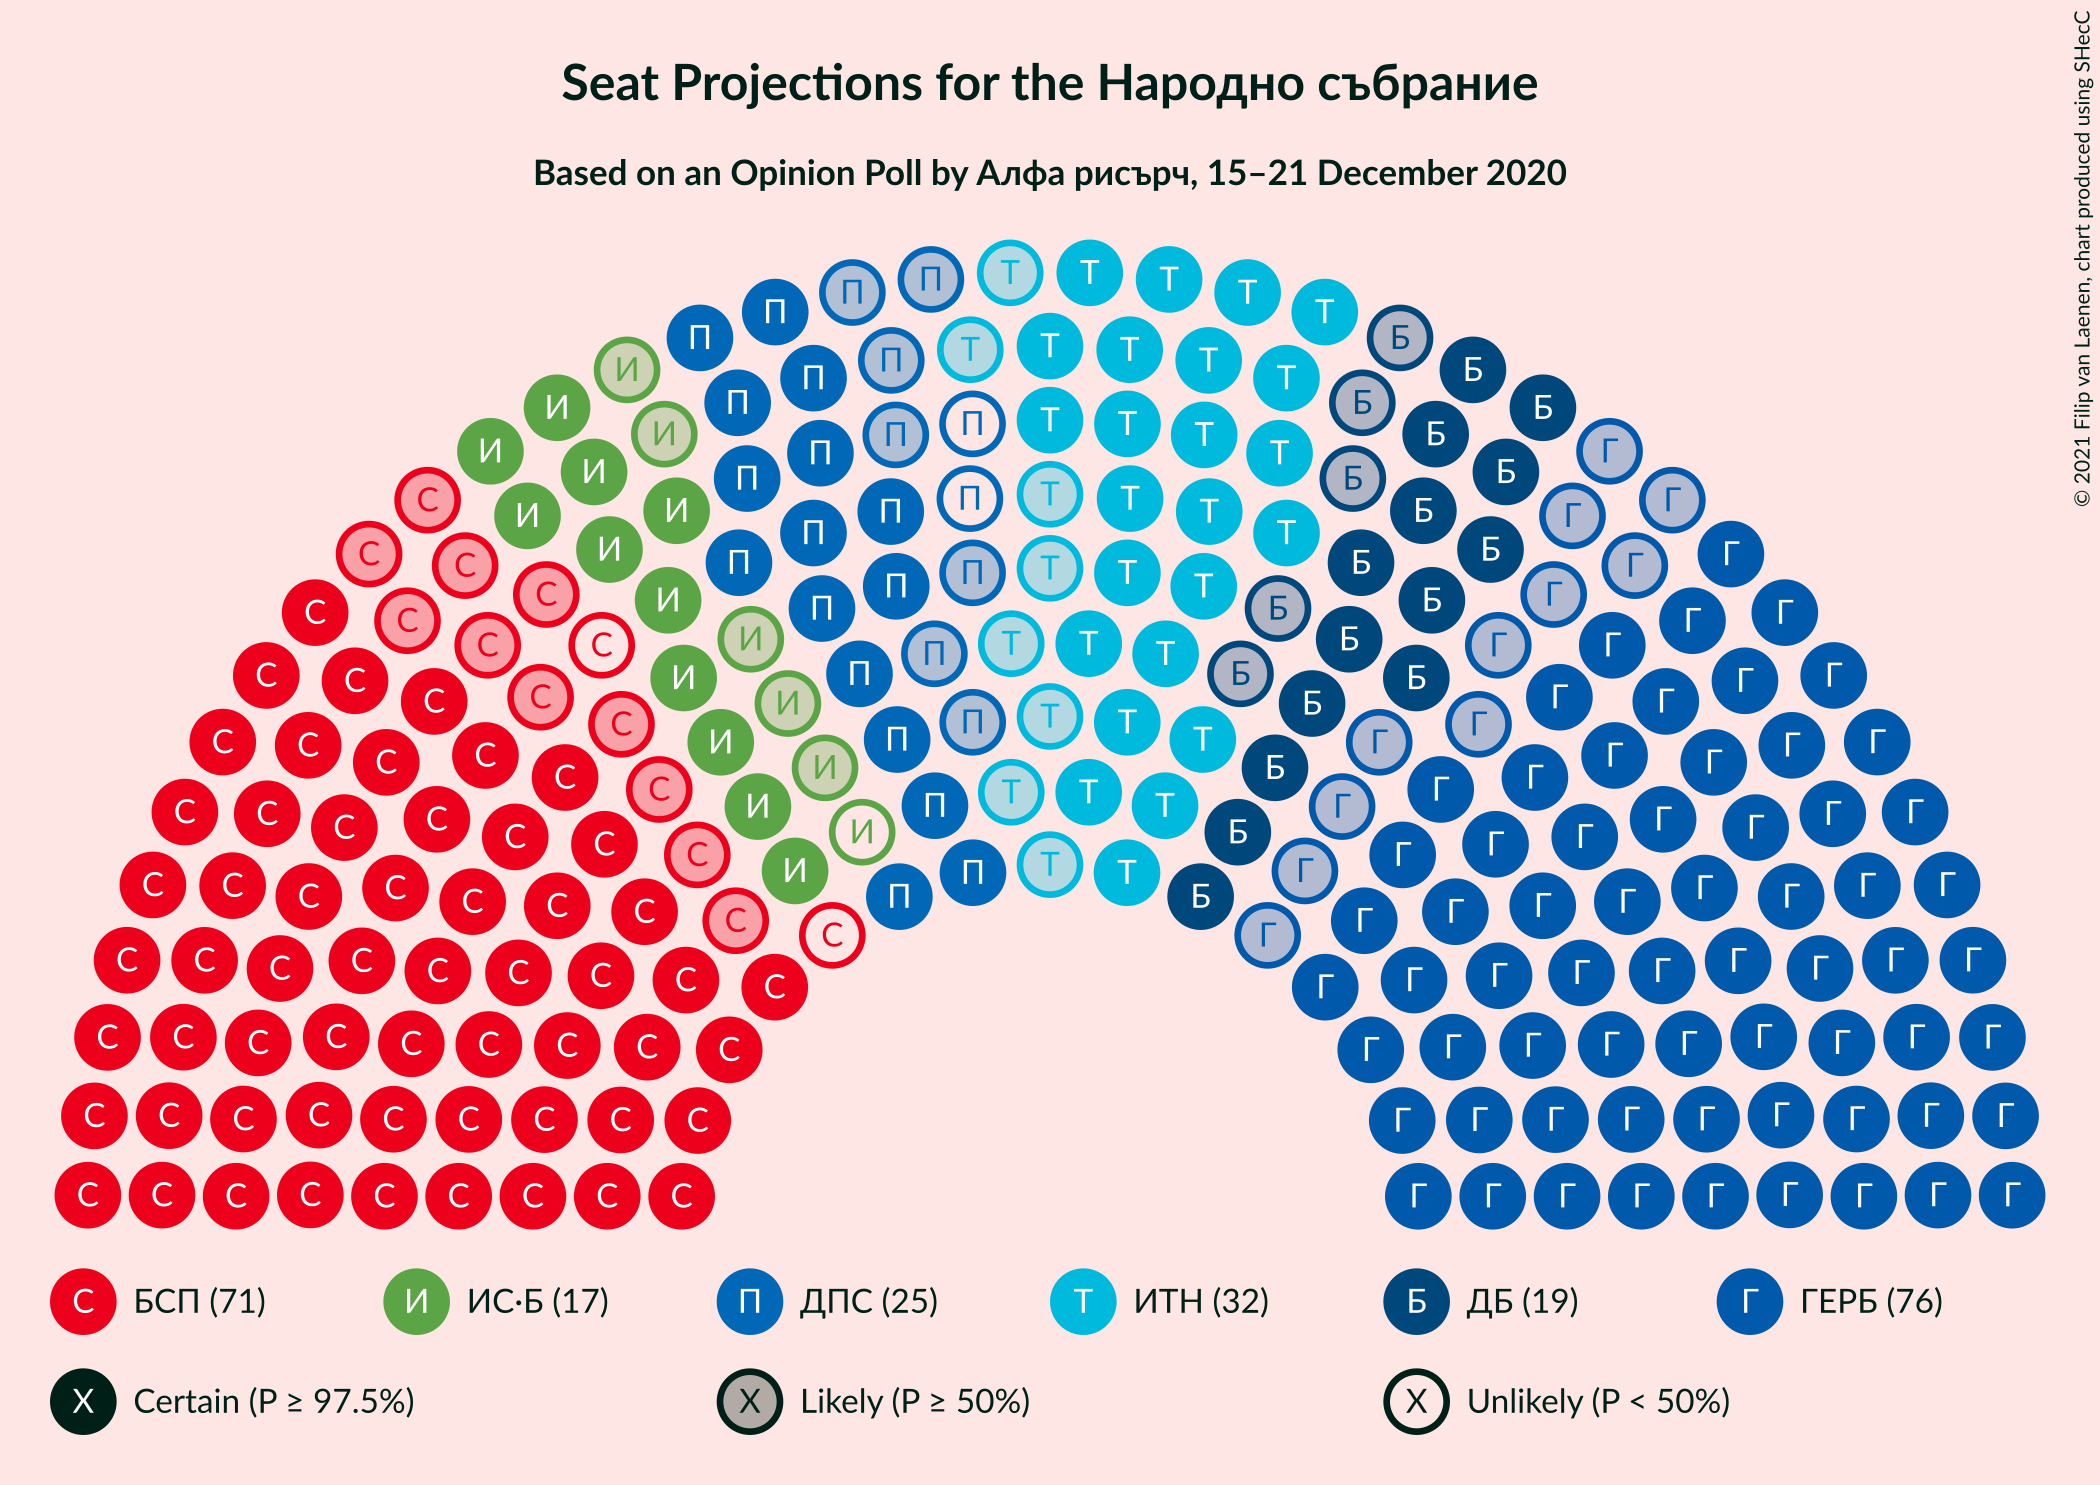 Seat Projections for the Народно събрание
Based on an Opinion Poll by Алфа рисърч, 15–21 December 2020
© 2021 Filip van Laenen, chart produced using SHecC
С БСП (71) И ИС·Б (17) П ДПС (25) Т ИТН (32) Б ДБ (19) Г ГЕРБ (76)
X Certain (P ≥ 97.5%) X Likely (P ≥ 50%) X Unlikely (P < 50%)